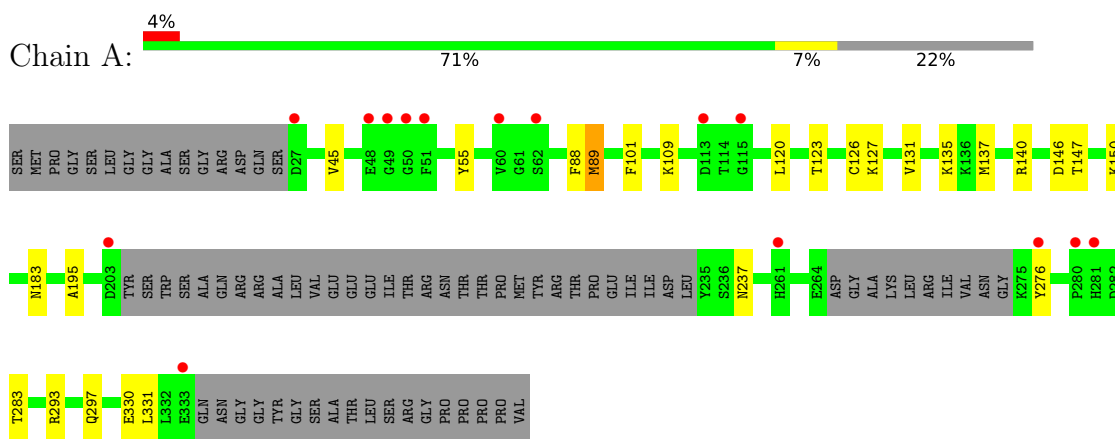 4%
Chain A:
71% 7% 22%
SER MET PRO GLY SER LEU GLY GLY ALA SER GLY ARG ASP GLN SER D27 V45 E48 G49 G50 F51 Y55 V60 G61 S62 F88 M89 F101 K109 D113 T114 G115 L120 T123 C126 K127 V131 K135 K136 M137 R140 D146 T147 K150
N183 A195 D203 TYR SER TRP SER ALA GLN ARG ARG ALA LEU VAL GLU GLU GLU ILE THR ARG ASN THR THR PRO MET TYR ARG THR PRO GLU ILE ILE ASP LEU Y235 S236 N237 H261 E264 ASP GLY ALA LYS LEU ARG ILE VAL ASN GLY K275 Y276 P280 H281
T283 R293 Q297 E330 L331 L332 E333 GLN ASN GLY GLY TYR GLY SER ALA THR LEU SER ARG GLY PRO PRO PRO PRO VAL